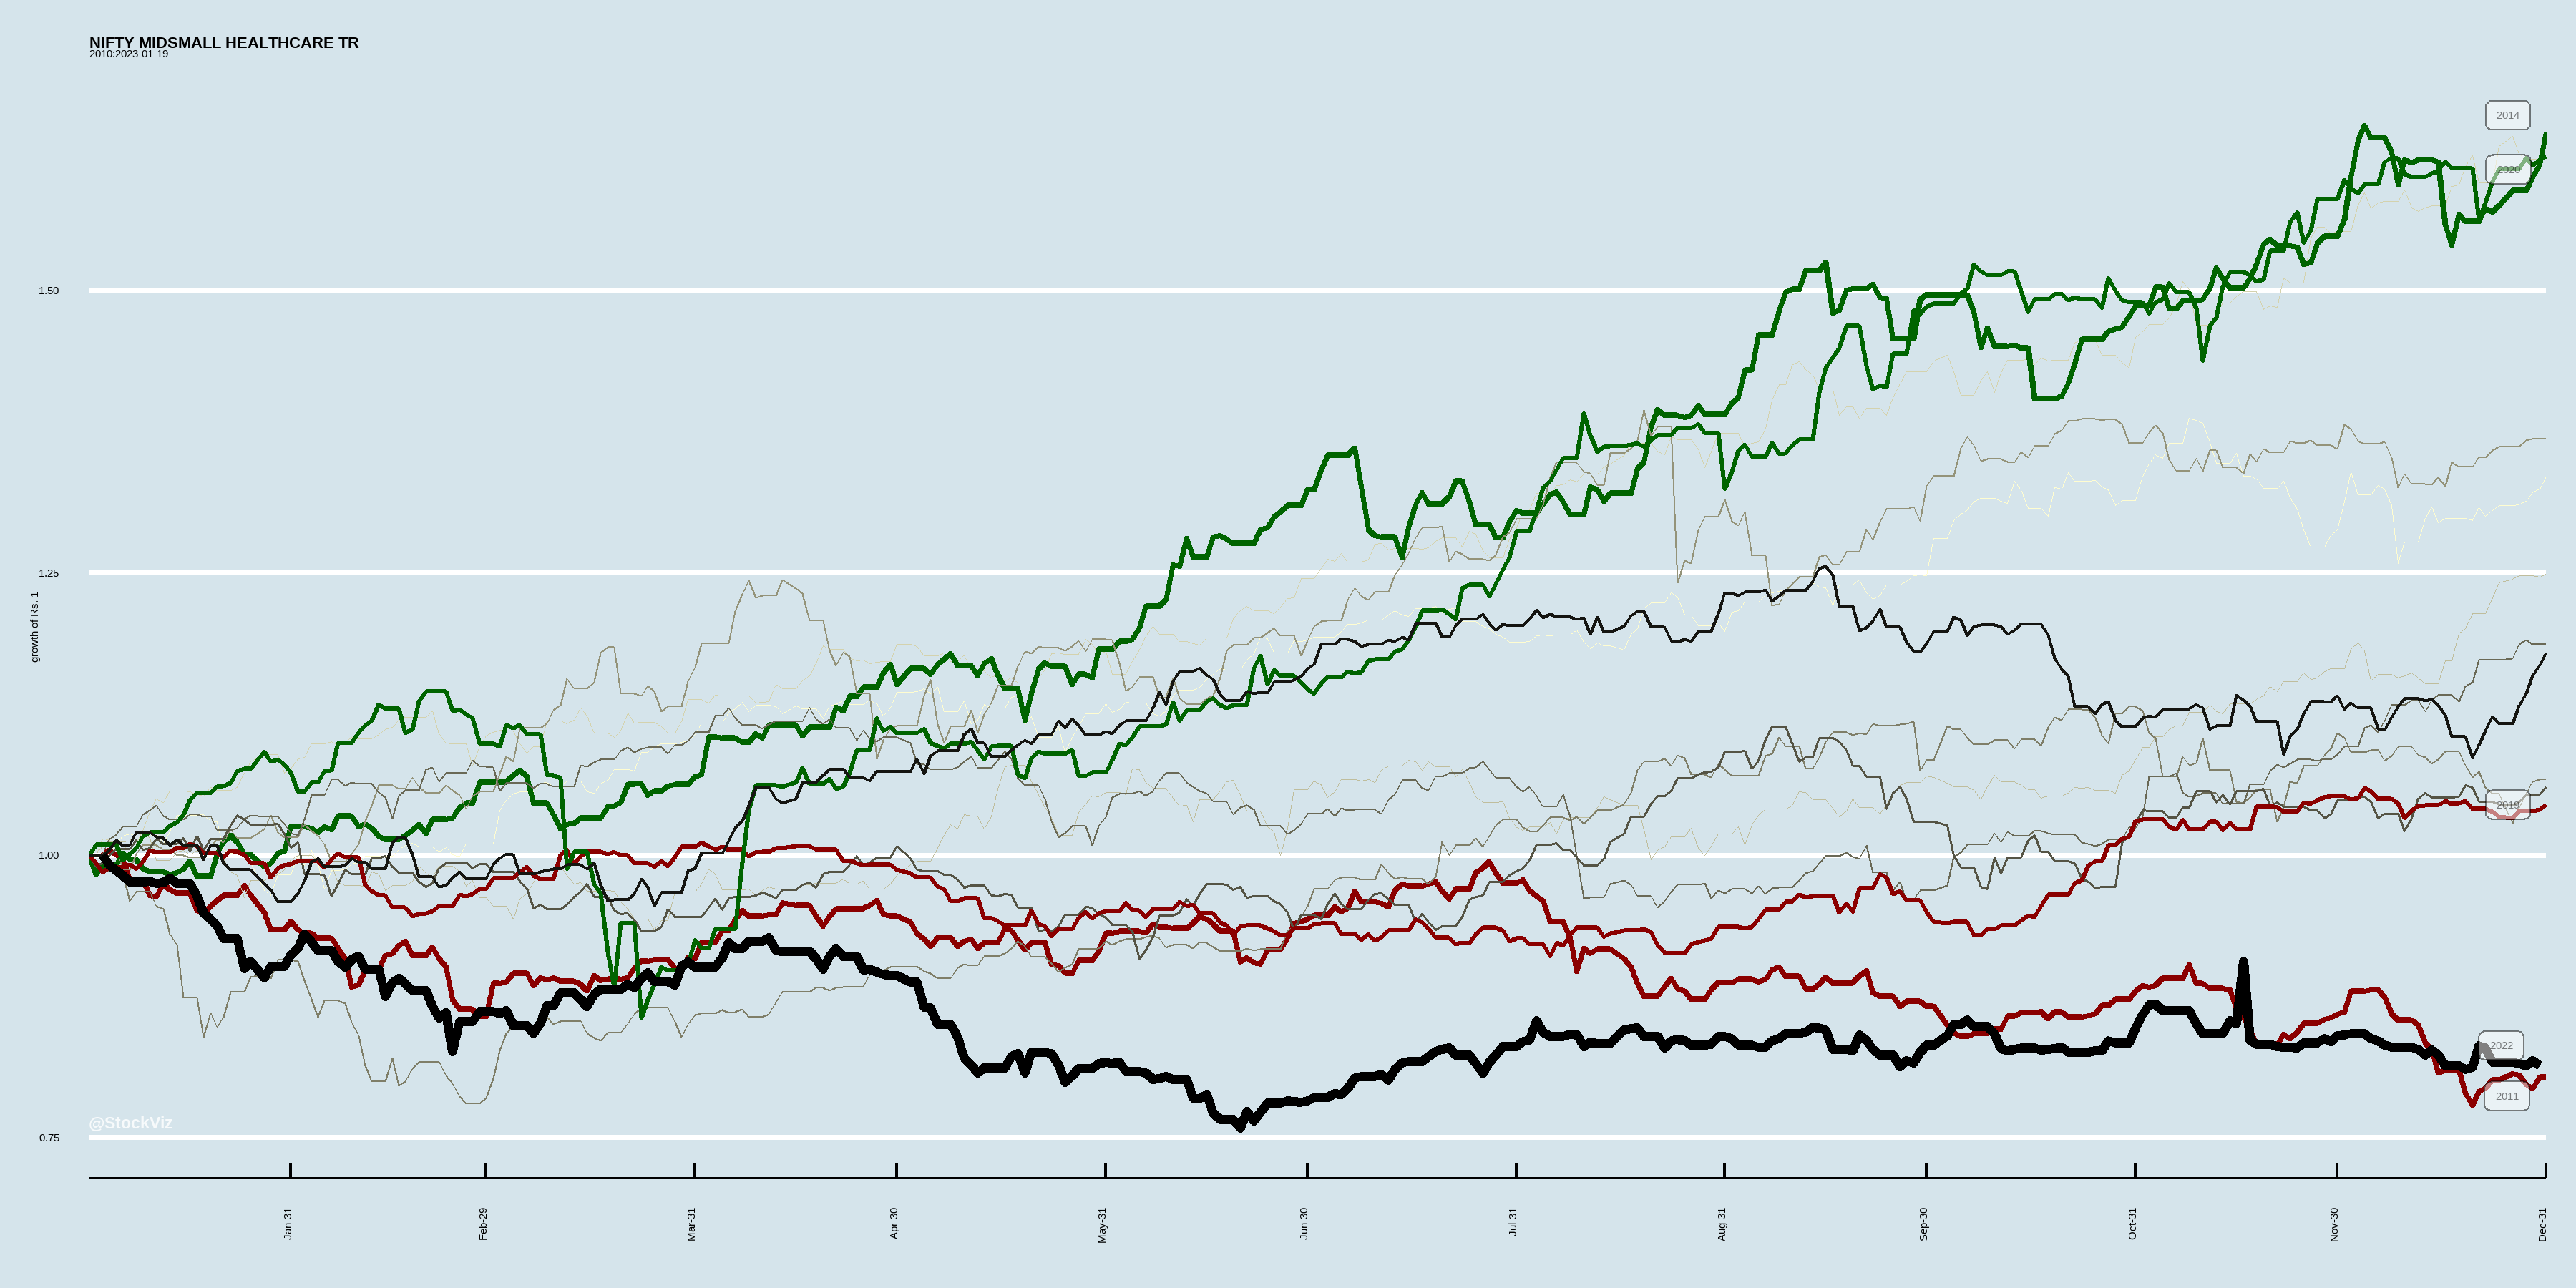 NIFTY MIDSMALL HEALTHCARE TR
2010:2023-01-19
2014
2020
1.50
1.25
growth of Rs. 1
2019
1.00
2022
2011
@StockViz
0.75
Jan-31
Feb-29
Mar-31
Apr-30
May-31
Jun-30
Jul-31
Aug-31
Sep-30
Oct-31
Nov-30
Dec-31